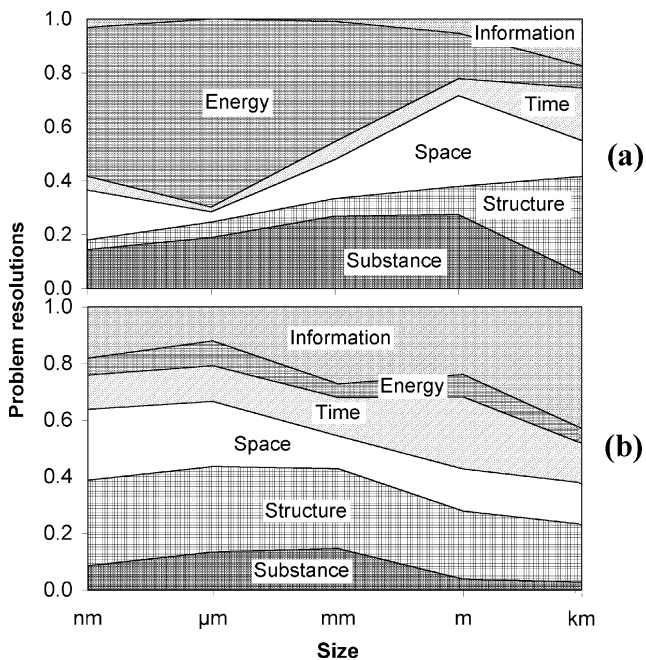 1.0
Information
0.8
Energy
Time
0.6
Space
(a)
0.4
Structure
0.2
Substance
0.0
Problem resolutions
1.0
Information
0.8
Energy
Time
0.6
Space
(b)
0.4
Structure
0.2
Substance
0.0
nm µm mm m km
Size